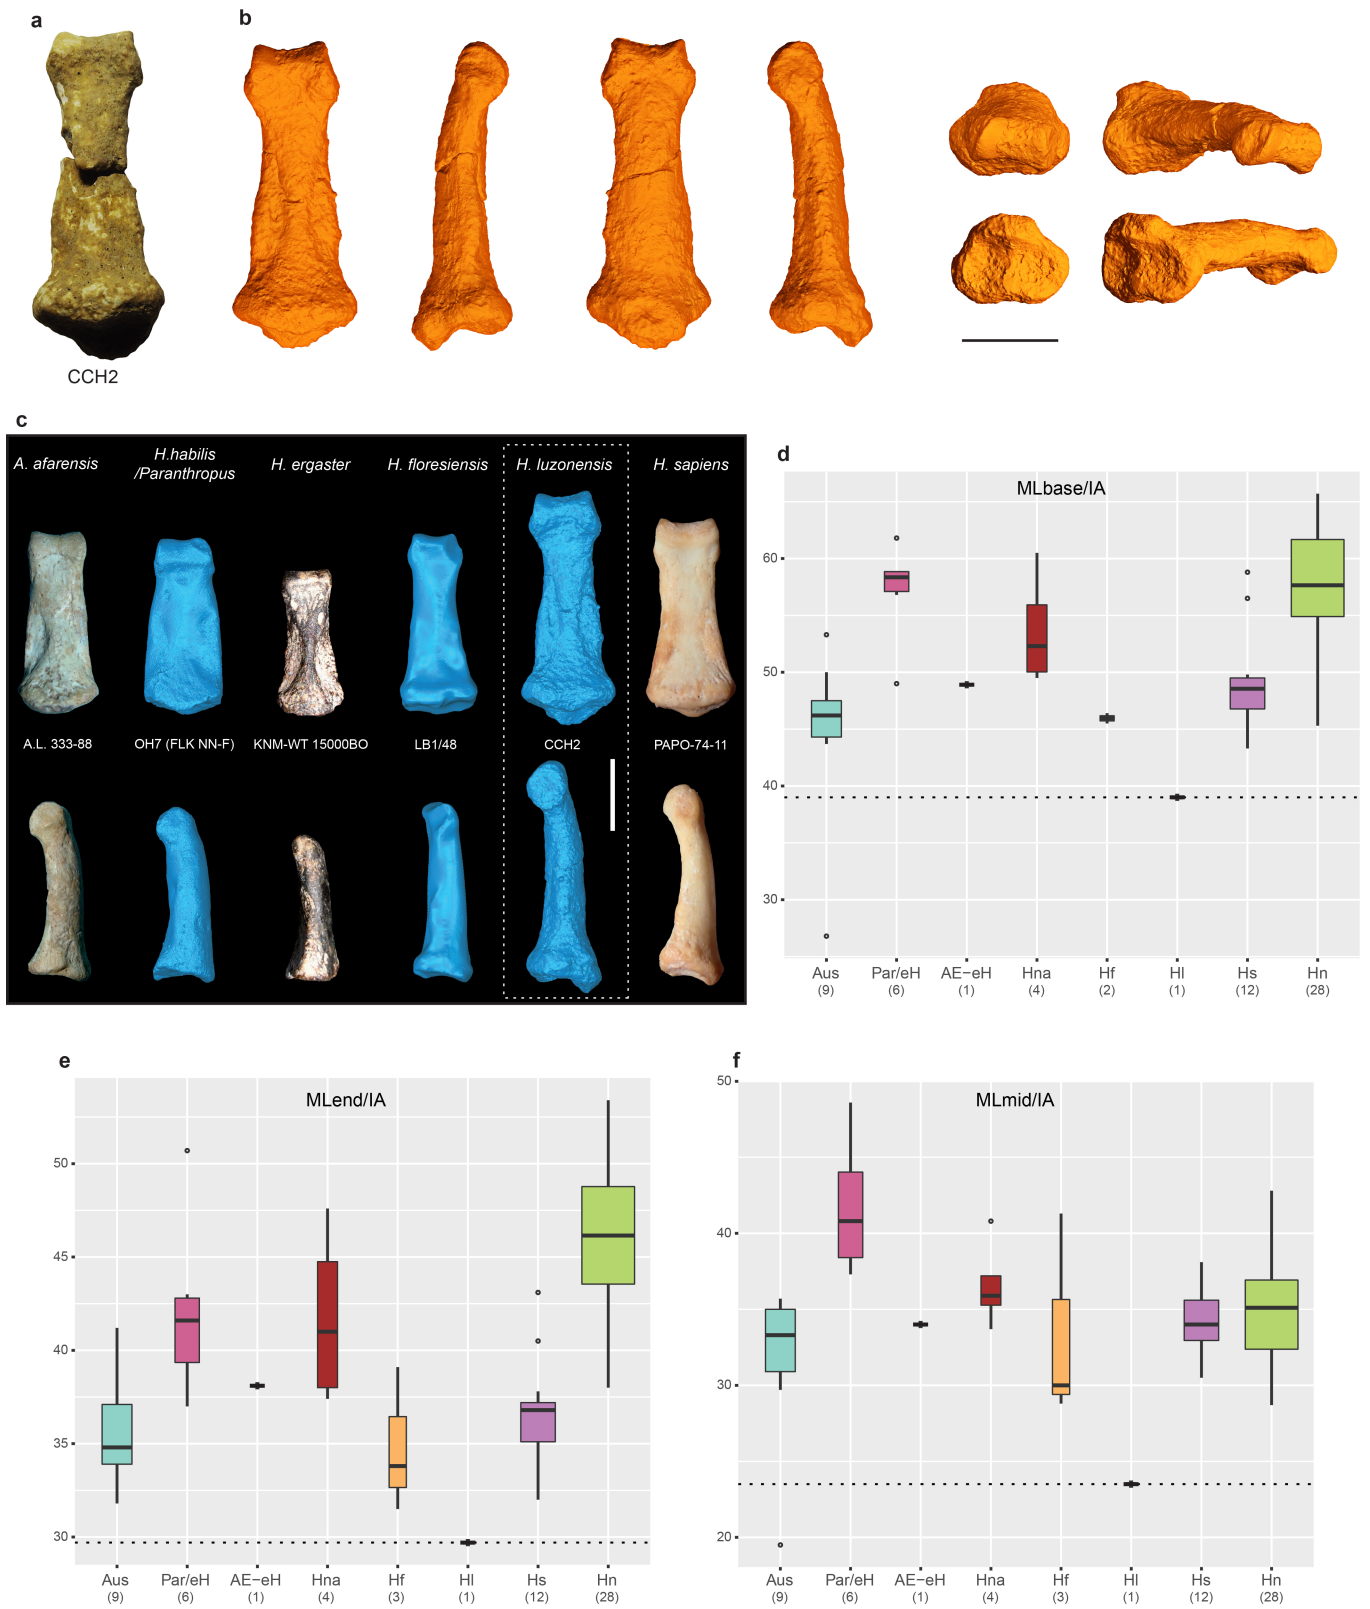 a
b
CCH2
c
A. afarensis
H.habilis
/Paranthropus
H. ergaster
H. floresiensis
H. luzonensis
H. sapiens
A.L. 333-88
OH7 (FLK NN-F)
KNM-WT 15000BO
LB1/48
CCH2
PAPO-74-11
d
MLbase/IA
60
50
40
30
Aus Par/eH AE−eH Hna Hf Hl Hs Hn
(9) (6) (1) (4) (2) (1) (12) (28)
e
MLend/IA
50
45
40
35
30
Aus Par/eH AE−eH Hna Hf Hl Hs Hn
(9) (6) (1) (4) (3) (1) (12) (28)
f
MLmid/IA
50
40
30
20
Aus Par/eH AE−eH Hna Hf Hl Hs Hn
(9) (6) (1) (4) (3) (1) (12) (28)